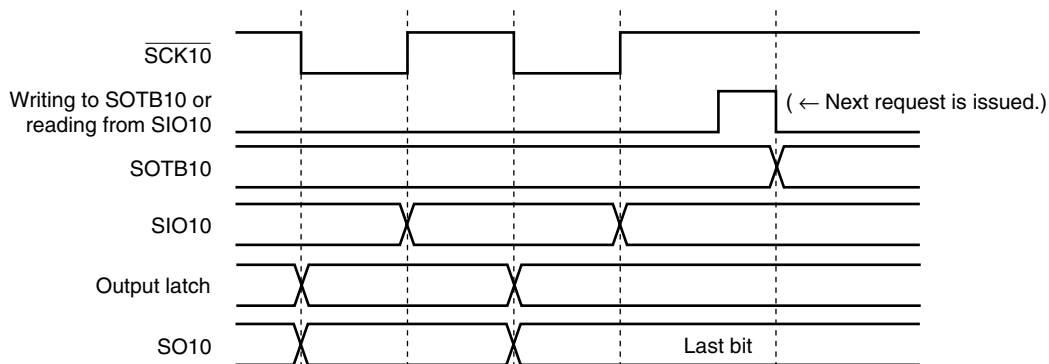 SCK10
Writing to SOTB10 or
reading from SIO10
( ← Next request is issued.)
SOTB10
SIO10
Output latch
SO10
Last bit